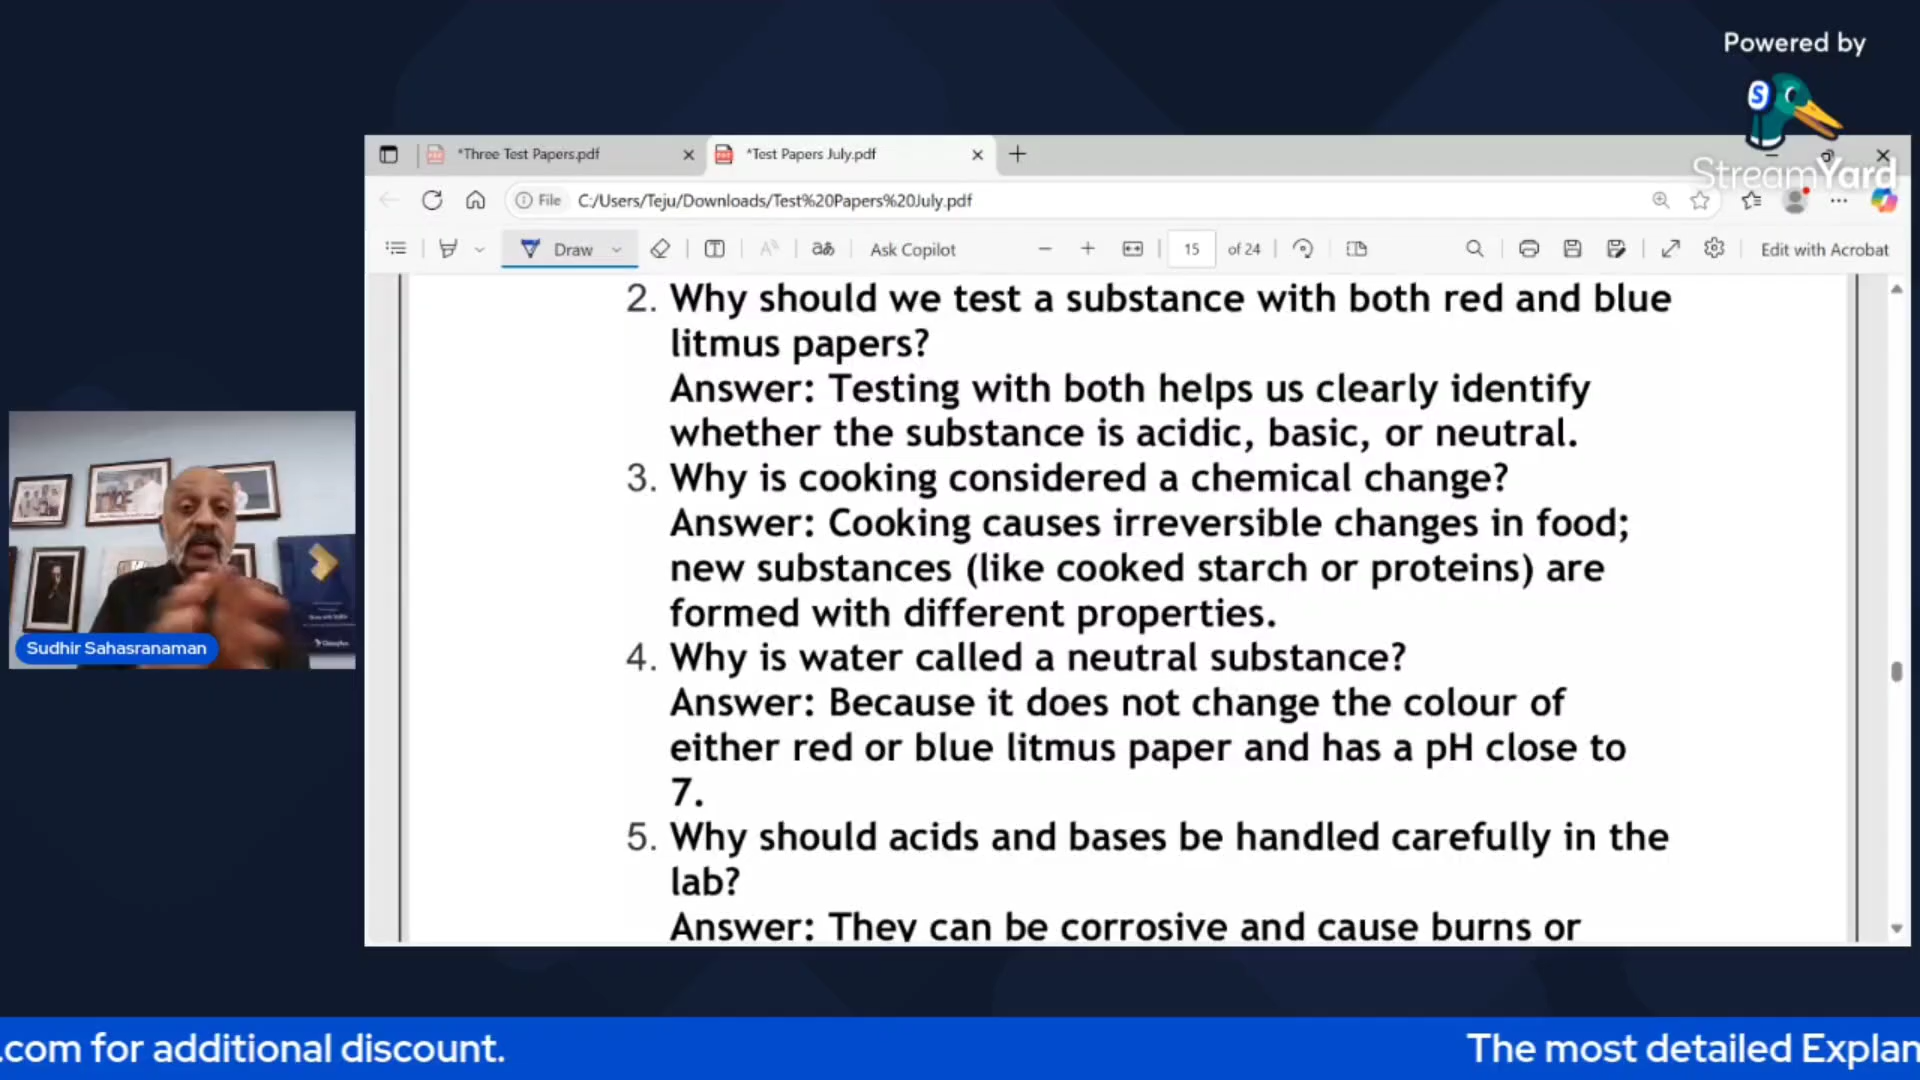 Powered by
StreamYard
*Three Test Papers.pdf
*Test Papers July.pdf
File
C:/Users/Teju/Downloads/Test%20Papers%20July.pdf
Draw
Ask Copilot
15
of 24
Edit with Acrobat
2. Why should we test a substance with both red and blue
litmus papers?
Answer: Testing with both helps us clearly identify
whether the substance is acidic, basic, or neutral.
3. Why is cooking considered a chemical change?
Answer: Cooking causes irreversible changes in food;
new substances (like cooked starch or proteins) are
formed with different properties.
4. Why is water called a neutral substance?
Answer: Because it does not change the colour of
either red or blue litmus paper and has a pH close to
7.
5. Why should acids and bases be handled carefully in the
lab?
Answer: They can be corrosive and cause burns or
Sudhir Sahasranaman
.com for additional discount.
The most detailed Explan